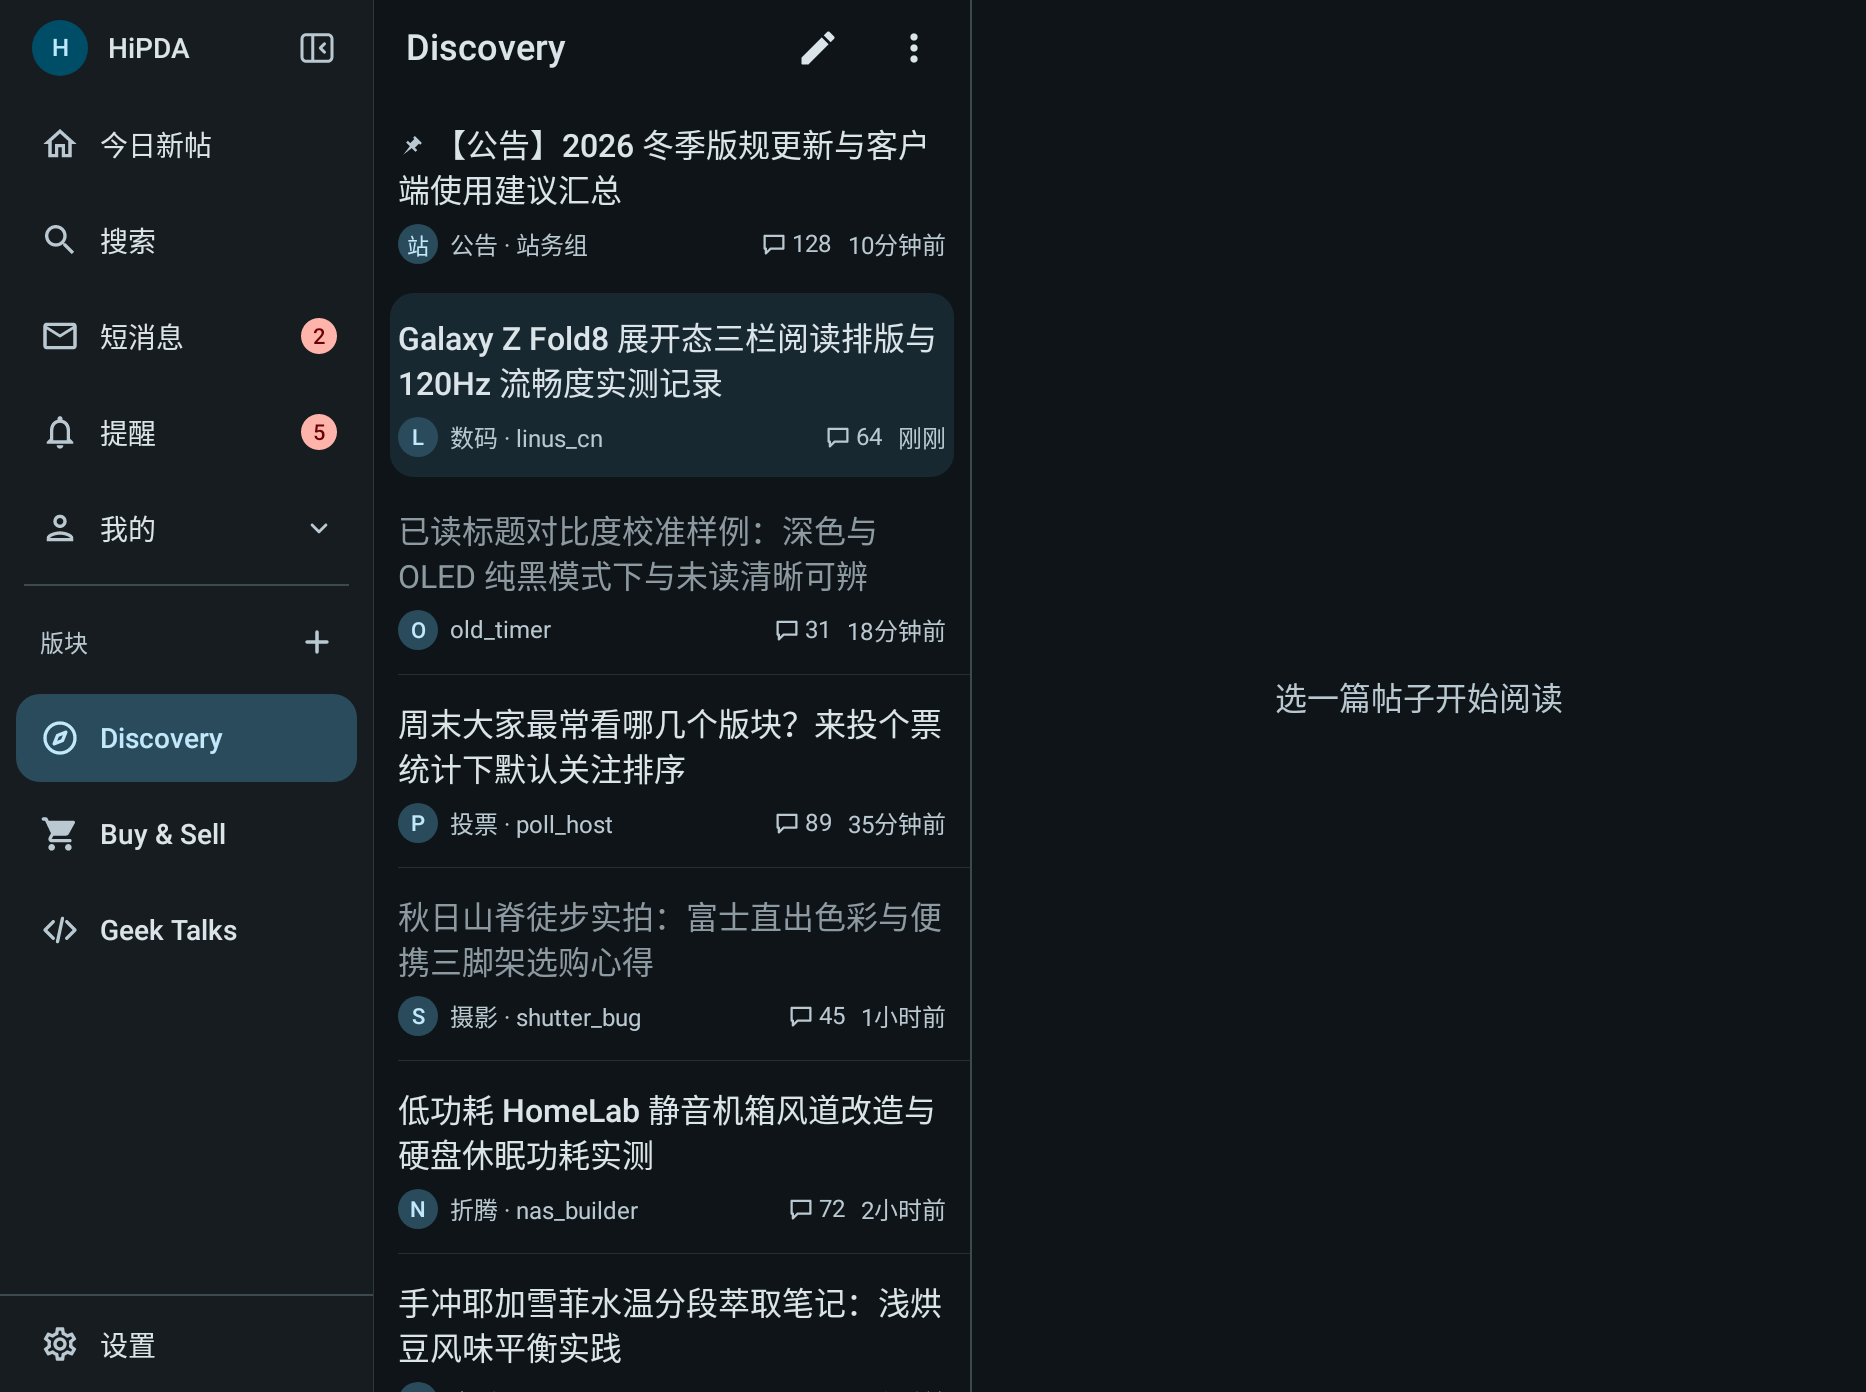 H HiPDA
今日新帖
搜索
短消息 2
提醒 5
我的
版块
Discovery
Buy & Sell
Geek Talks
设置
Discovery
【公告】2026 冬季版规更新与客户
端使用建议汇总
站 公告 · 站务组 128 10分钟前
Galaxy Z Fold8 展开态三栏阅读排版与
120Hz 流畅度实测记录
L 数码 · linus_cn 64 刚刚
已读标题对比度校准样例：深色与
OLED 纯黑模式下与未读清晰可辨
O old_timer 31 18分钟前
周末大家最常看哪几个版块？来投个票
统计下默认关注排序
P 投票 · poll_host 89 35分钟前
秋日山脊徒步实拍：富士直出色彩与便
携三脚架选购心得
S 摄影 · shutter_bug 45 1小时前
低功耗 HomeLab 静音机箱风道改造与
硬盘休眠功耗实测
N 折腾 · nas_builder 72 2小时前
手冲耶加雪菲水温分段萃取笔记：浅烘
豆风味平衡实践
选一篇帖子开始阅读